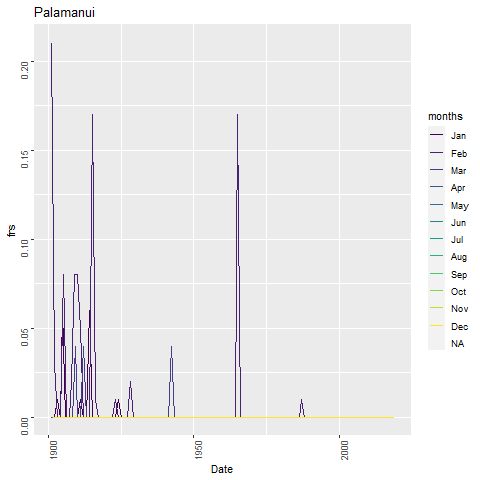 Palamanui
frs
0.20
0.15
0.10
0.05
0.00
1900
1950
2000
Date
months
Jan
Feb
Mar
Apr
May
Jun
Jul
Aug
Sep
Oct
Nov
Dec
NA